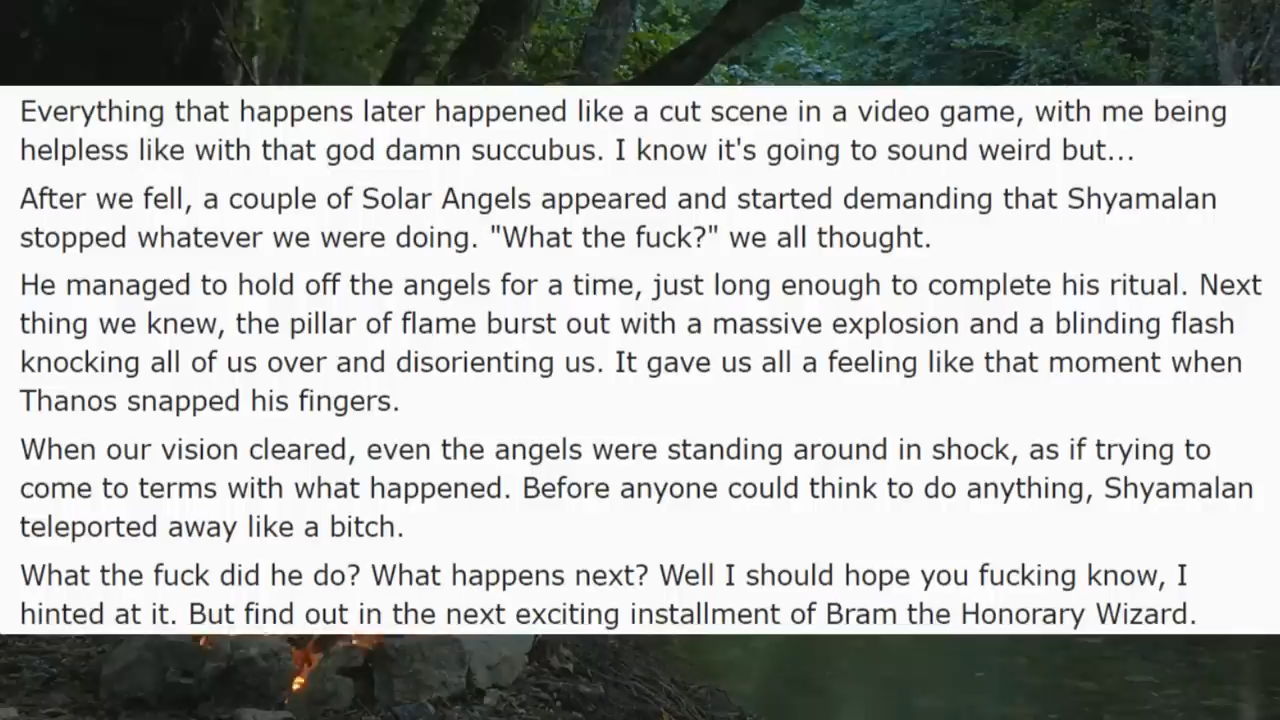 Everything that happens later happened like a cut scene in a video game, with me being
helpless like with that god damn succubus. I know it's going to sound weird but...
After we fell, a couple of Solar Angels appeared and started demanding that Shyamalan
stopped whatever we were doing. "What the fuck?" we all thought.
He managed to hold off the angels for a time, just long enough to complete his ritual. Next
thing we knew, the pillar of flame burst out with a massive explosion and a blinding flash
knocking all of us over and disorienting us. It gave us all a feeling like that moment when
Thanos snapped his fingers.
When our vision cleared, even the angels were standing around in shock, as if trying to
come to terms with what happened. Before anyone could think to do anything, Shyamalan
teleported away like a bitch.
What the fuck did he do? What happens next? Well I should hope you fucking know, I
hinted at it. But find out in the next exciting installment of Bram the Honorary Wizard.